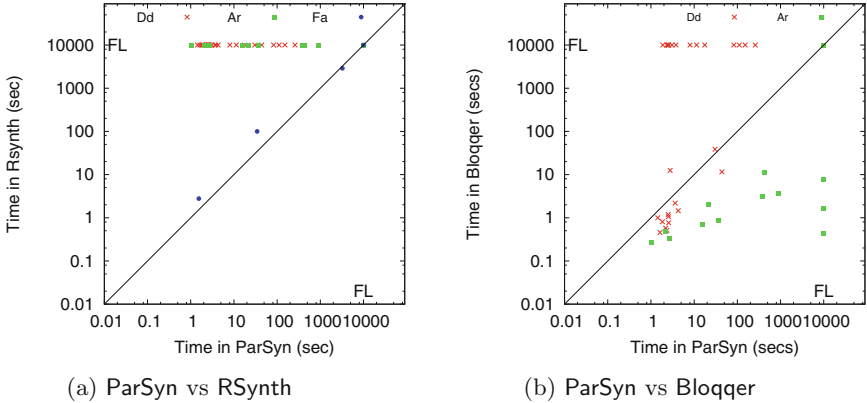 Dd Ar Fa
FL
10000
1000
100
10
1
0.1
0.01
Time in Rsynth (sec)
FL
0.01 0.1 1 10 100 1000 10000
Time in ParSyn (sec)
(a) ParSyn vs RSynth
Dd Ar
FL
10000
1000
100
10
1
0.1
0.01
Time in Bloqqer (secs)
FL
0.01 0.1 1 10 100 1000 10000
Time in ParSyn (secs)
(b) ParSyn vs Bloqqer